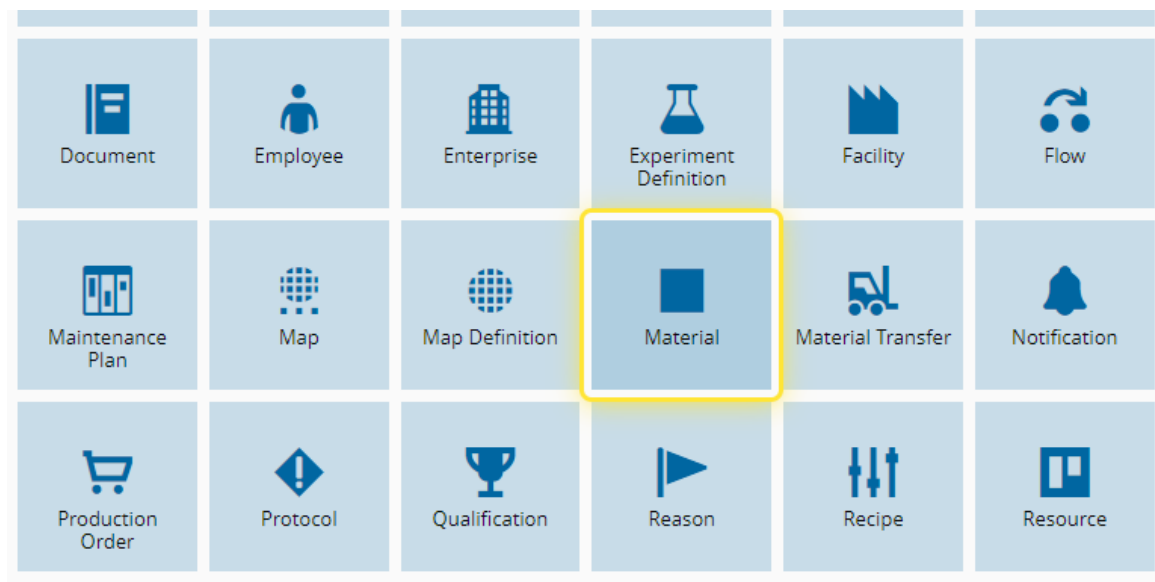 Document
Employee
Enterprise
Experiment
Definition
Facility
Flow
Maintenance
Plan
Map
Map Definition
Material
Material Transfer
Notification
Production
Order
Protocol
Qualification
Reason
Recipe
Resource